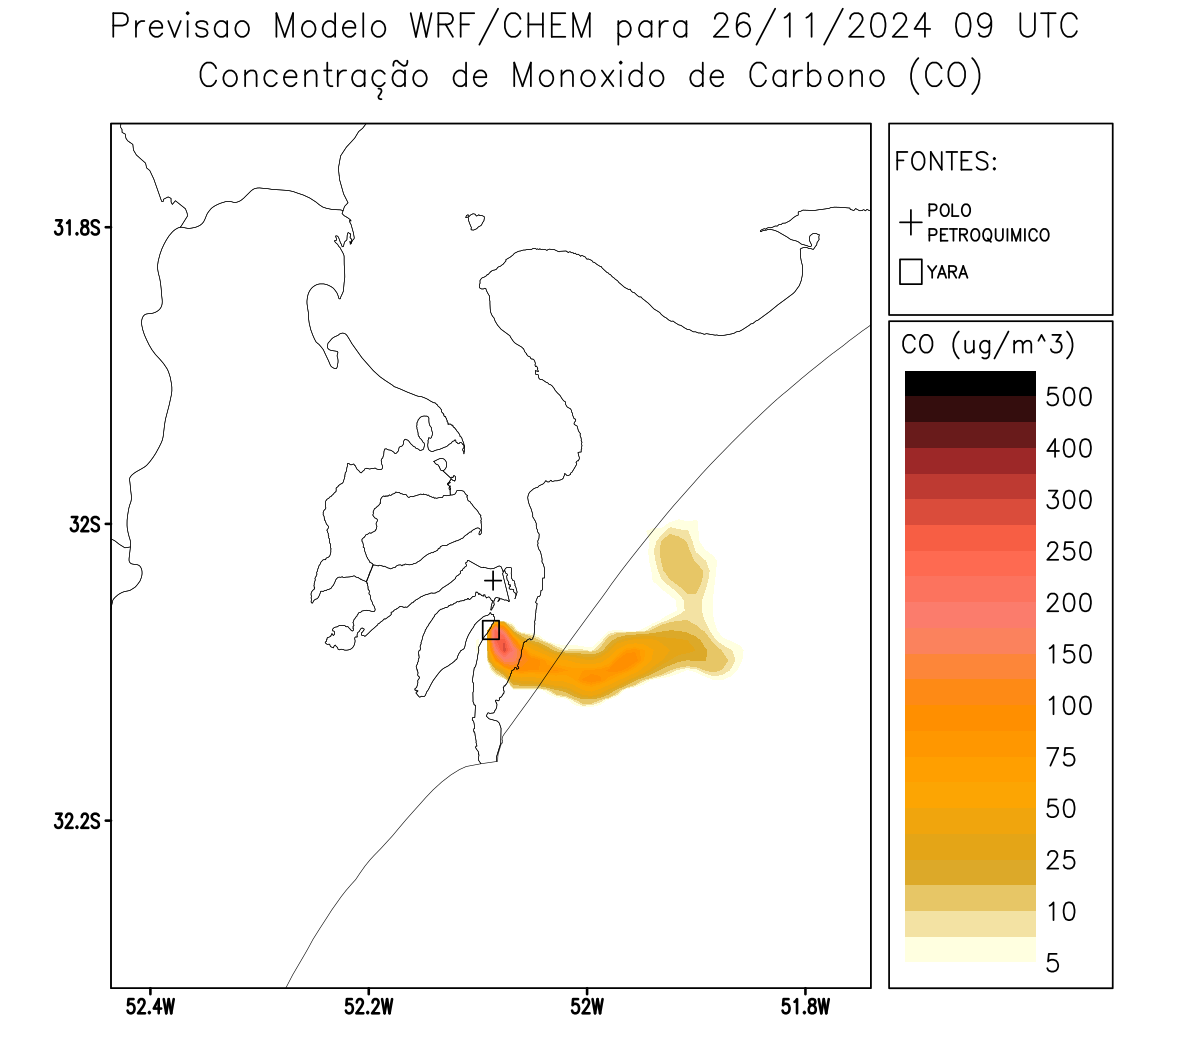 Previsao Modelo WRF/CHEM para 26/11/2024 09 UTC
Concentração de Monoxido de Carbono (CO)
FONTES:
POLO
PETROQUIMICO
YARA
CO (ug/m^3)
500
400
300
250
200
150
100
75
50
25
10
5
31.8S
32S
32.2S
52.4W
52.2W
52W
51.8W